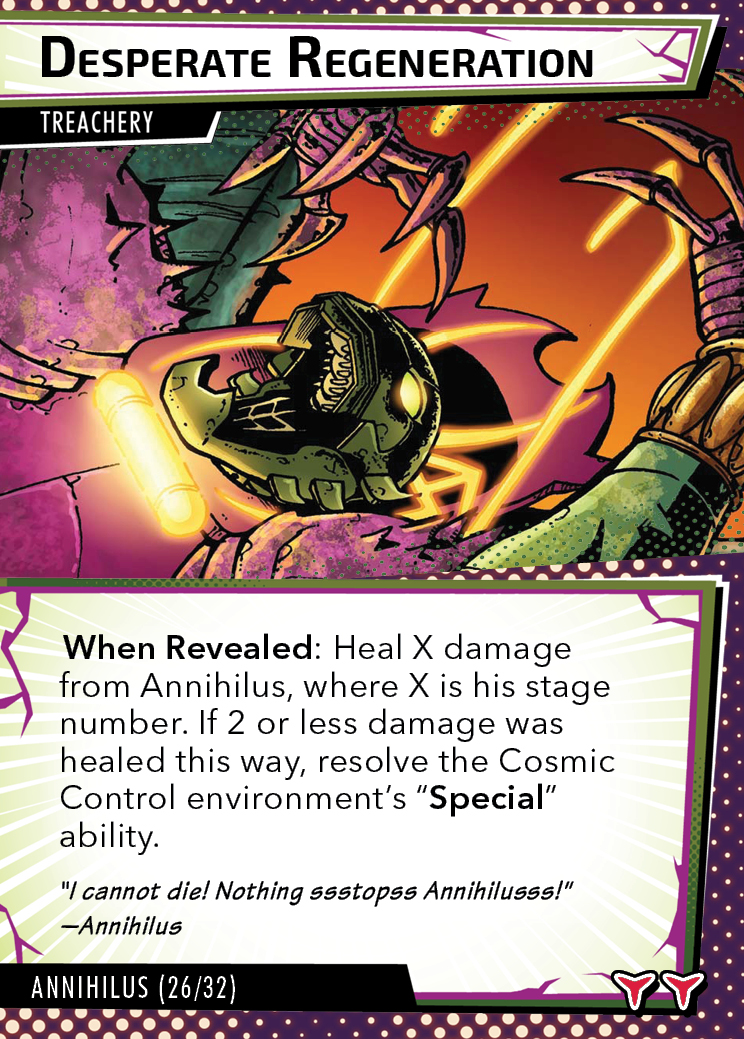 Desperate Regeneration
TREACHERY
When Revealed: Heal X damage
from Annihilus, where X is his stage
number. If 2 or less damage was
healed this way, resolve the Cosmic
Control environment's “Special”
ability.
"I cannot die! Nothing ssstopss Annihilusss!"
—Annihilus
ANNIHILUS (26/32)